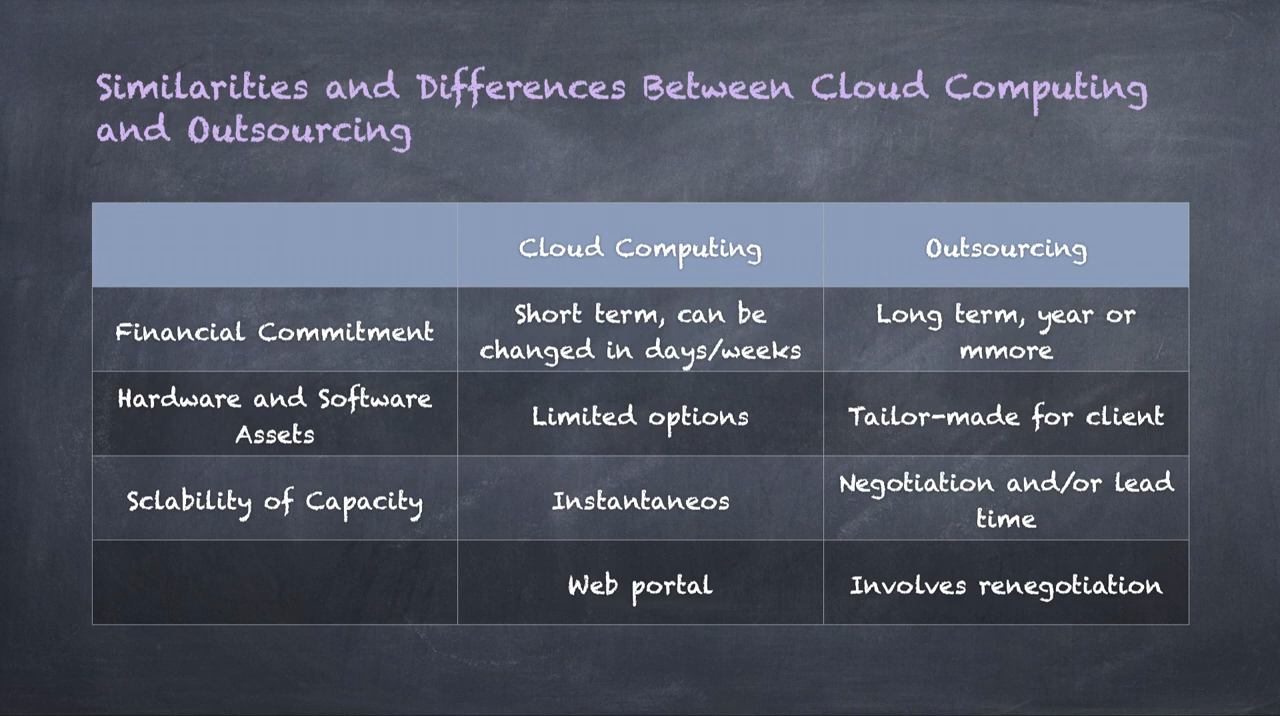 Similarities and Differences Between Cloud Computing
and Outsourcing
Cloud Computing
Outsourcing
Financial Commitment
Short term, can be
changed in days/weeks
Long term, year or
mmore
Hardware and Software
Assets
Limited options
Tailor-made for client
Sclability of Capacity
Instantaneos
Negotiation and/or lead
time
Web portal
Involves renegotiation